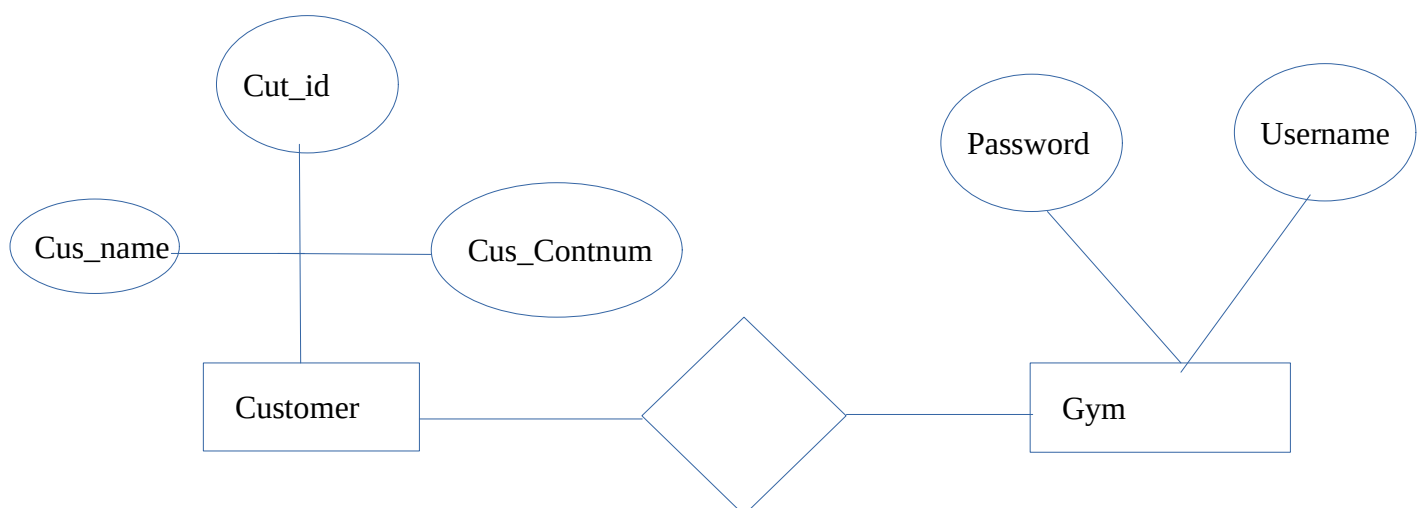 Cut_id
Password
Username
Cus_name
Cus_Contnum
Customer
Gym